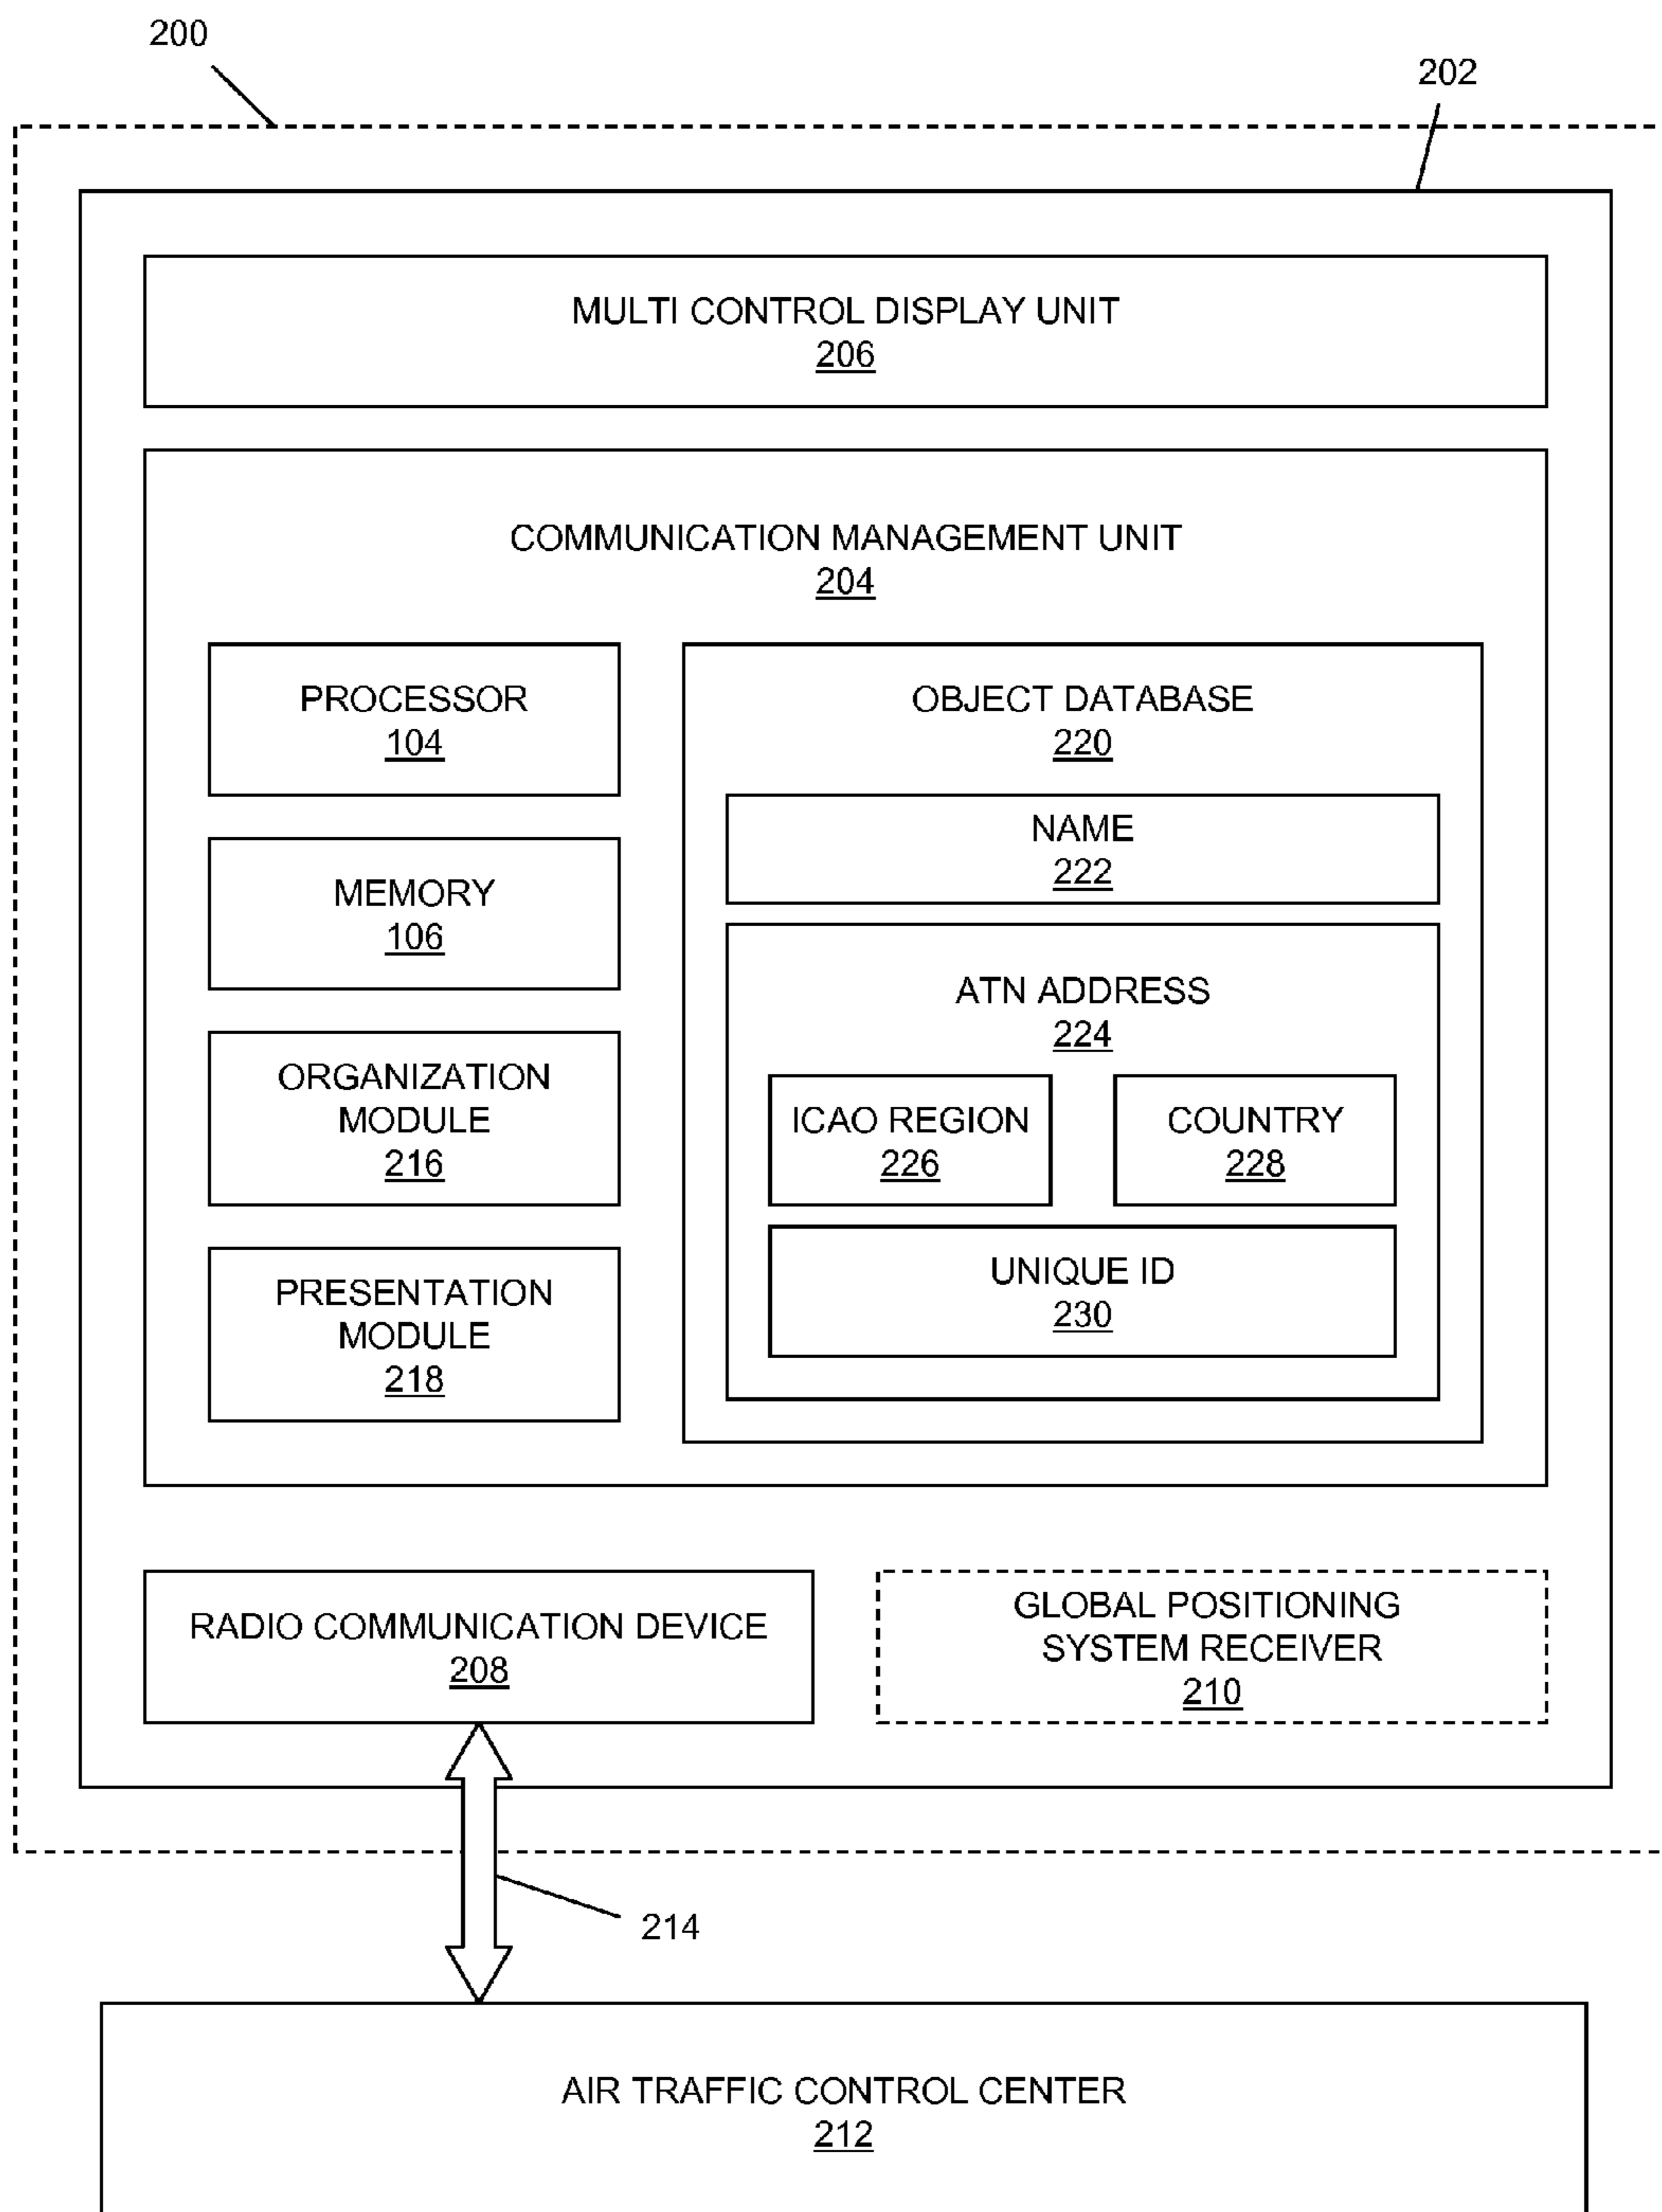 200
202
MULTI CONTROL DISPLAY UNIT
206
COMMUNICATION MANAGEMENT UNIT
204
PROCESSOR
104
MEMORY
106
ORGANIZATION
MODULE
216
PRESENTATION
MODULE
218
OBJECT DATABASE
220
NAME
222
ATN ADDRESS
224
ICAO REGION
226
COUNTRY
228
UNIQUE ID
230
RADIO COMMUNICATION DEVICE
208
GLOBAL POSITIONING
SYSTEM RECEIVER
210
214
AIR TRAFFIC CONTROL CENTER
212